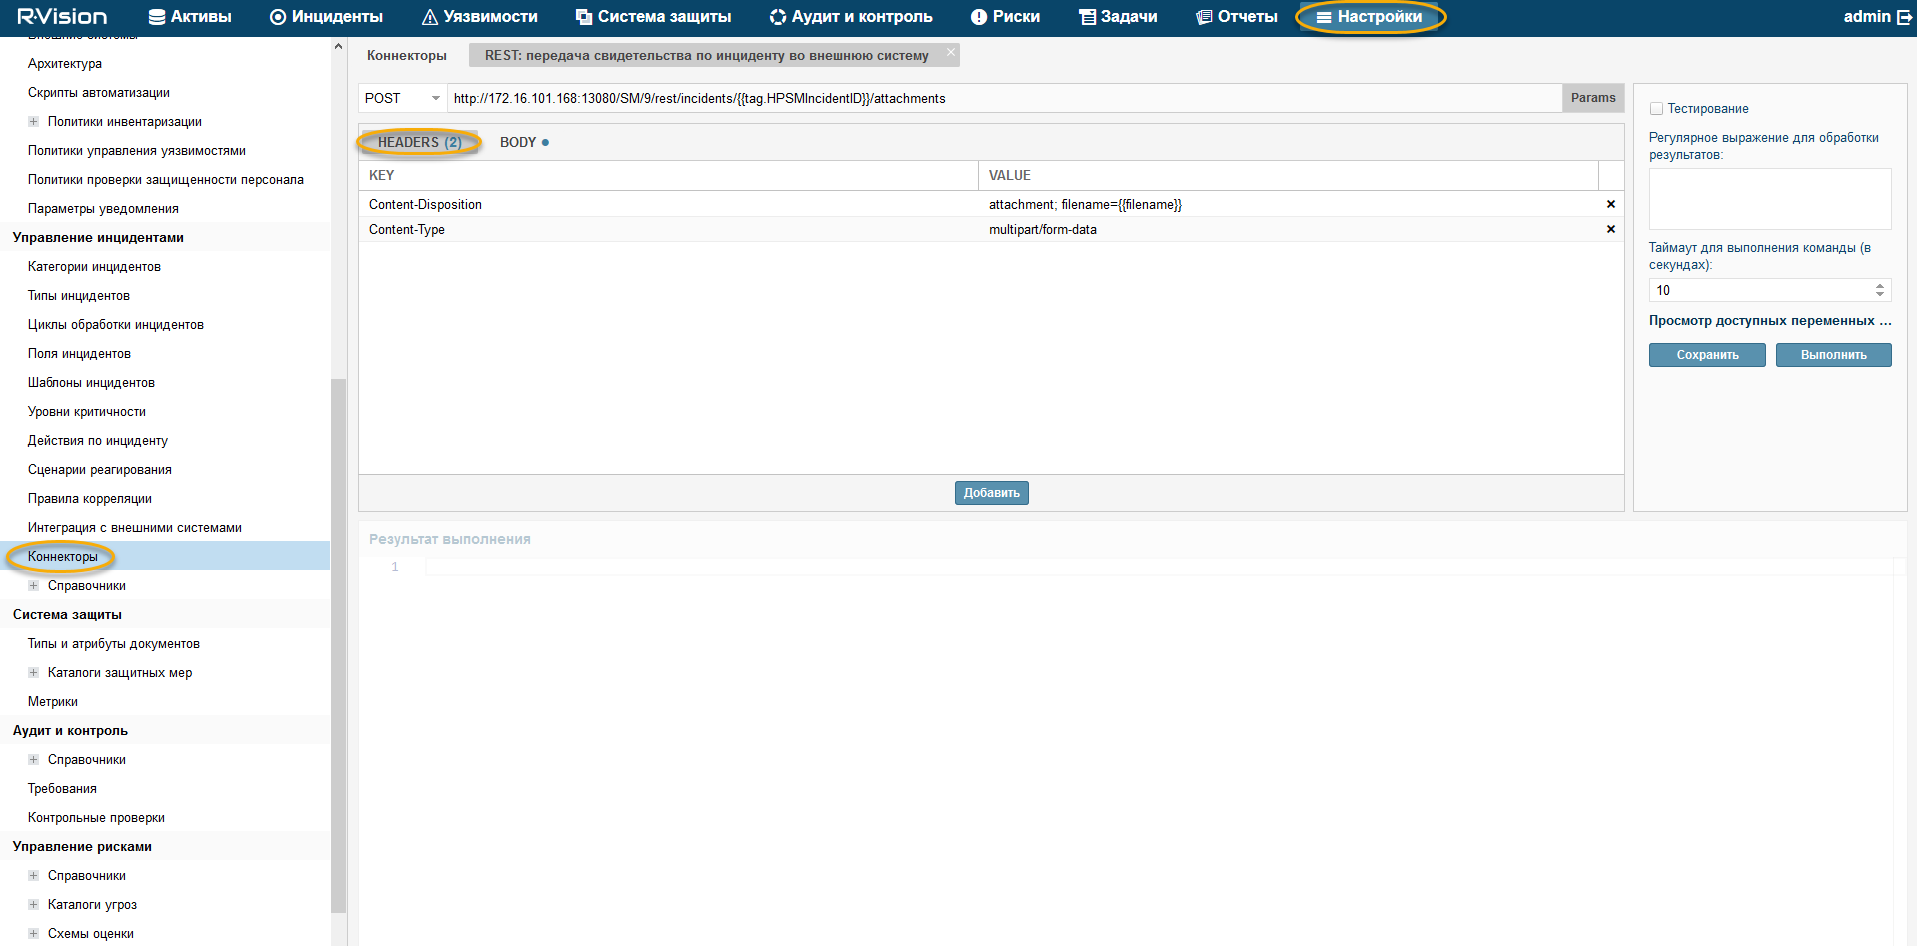 R·Vision
Активы
Инциденты
Уязвимости
Система защиты
Аудит и контроль
Риски
Задачи
Отчеты
Настройки
admin
Внешние системы
Архитектура
Скрипты автоматизации
Политики инвентаризации
Политики управления уязвимостями
Политики проверки защищенности персонала
Параметры уведомления
Управление инцидентами
Категории инцидентов
Типы инцидентов
Циклы обработки инцидентов
Поля инцидентов
Шаблоны инцидентов
Уровни критичности
Действия по инциденту
Сценарии реагирования
Правила корреляции
Интеграция с внешними системами
Коннекторы
Справочники
Система защиты
Типы и атрибуты документов
Каталоги защитных мер
Метрики
Аудит и контроль
Справочники
Требования
Контрольные проверки
Управление рисками
Справочники
Каталоги угроз
Схемы оценки
Коннекторы
REST: передача свидетельства по инциденту во внешнюю систему
POST
http://172.16.101.168:13080/SM/9/rest/incidents/{{tag.HPSMIncidentID}}/attachments
Params
HEADERS (2)
BODY
KEY VALUE
Content-Disposition attachment; filename={{filename}}
Content-Type multipart/form-data
Добавить
Результат выполнения
1
Тестирование
Регулярное выражение для обработки
результатов:
Таймаут для выполнения команды (в
секундах):
10
Просмотр доступных переменных ...
Сохранить
Выполнить